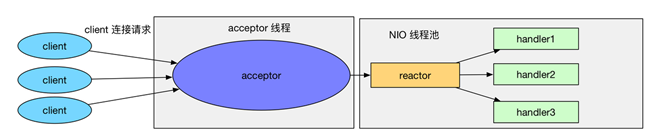 client 连接请求
acceptor 线程
NIO 线程池
client
client
client
acceptor
reactor
handler1
handler2
handler3